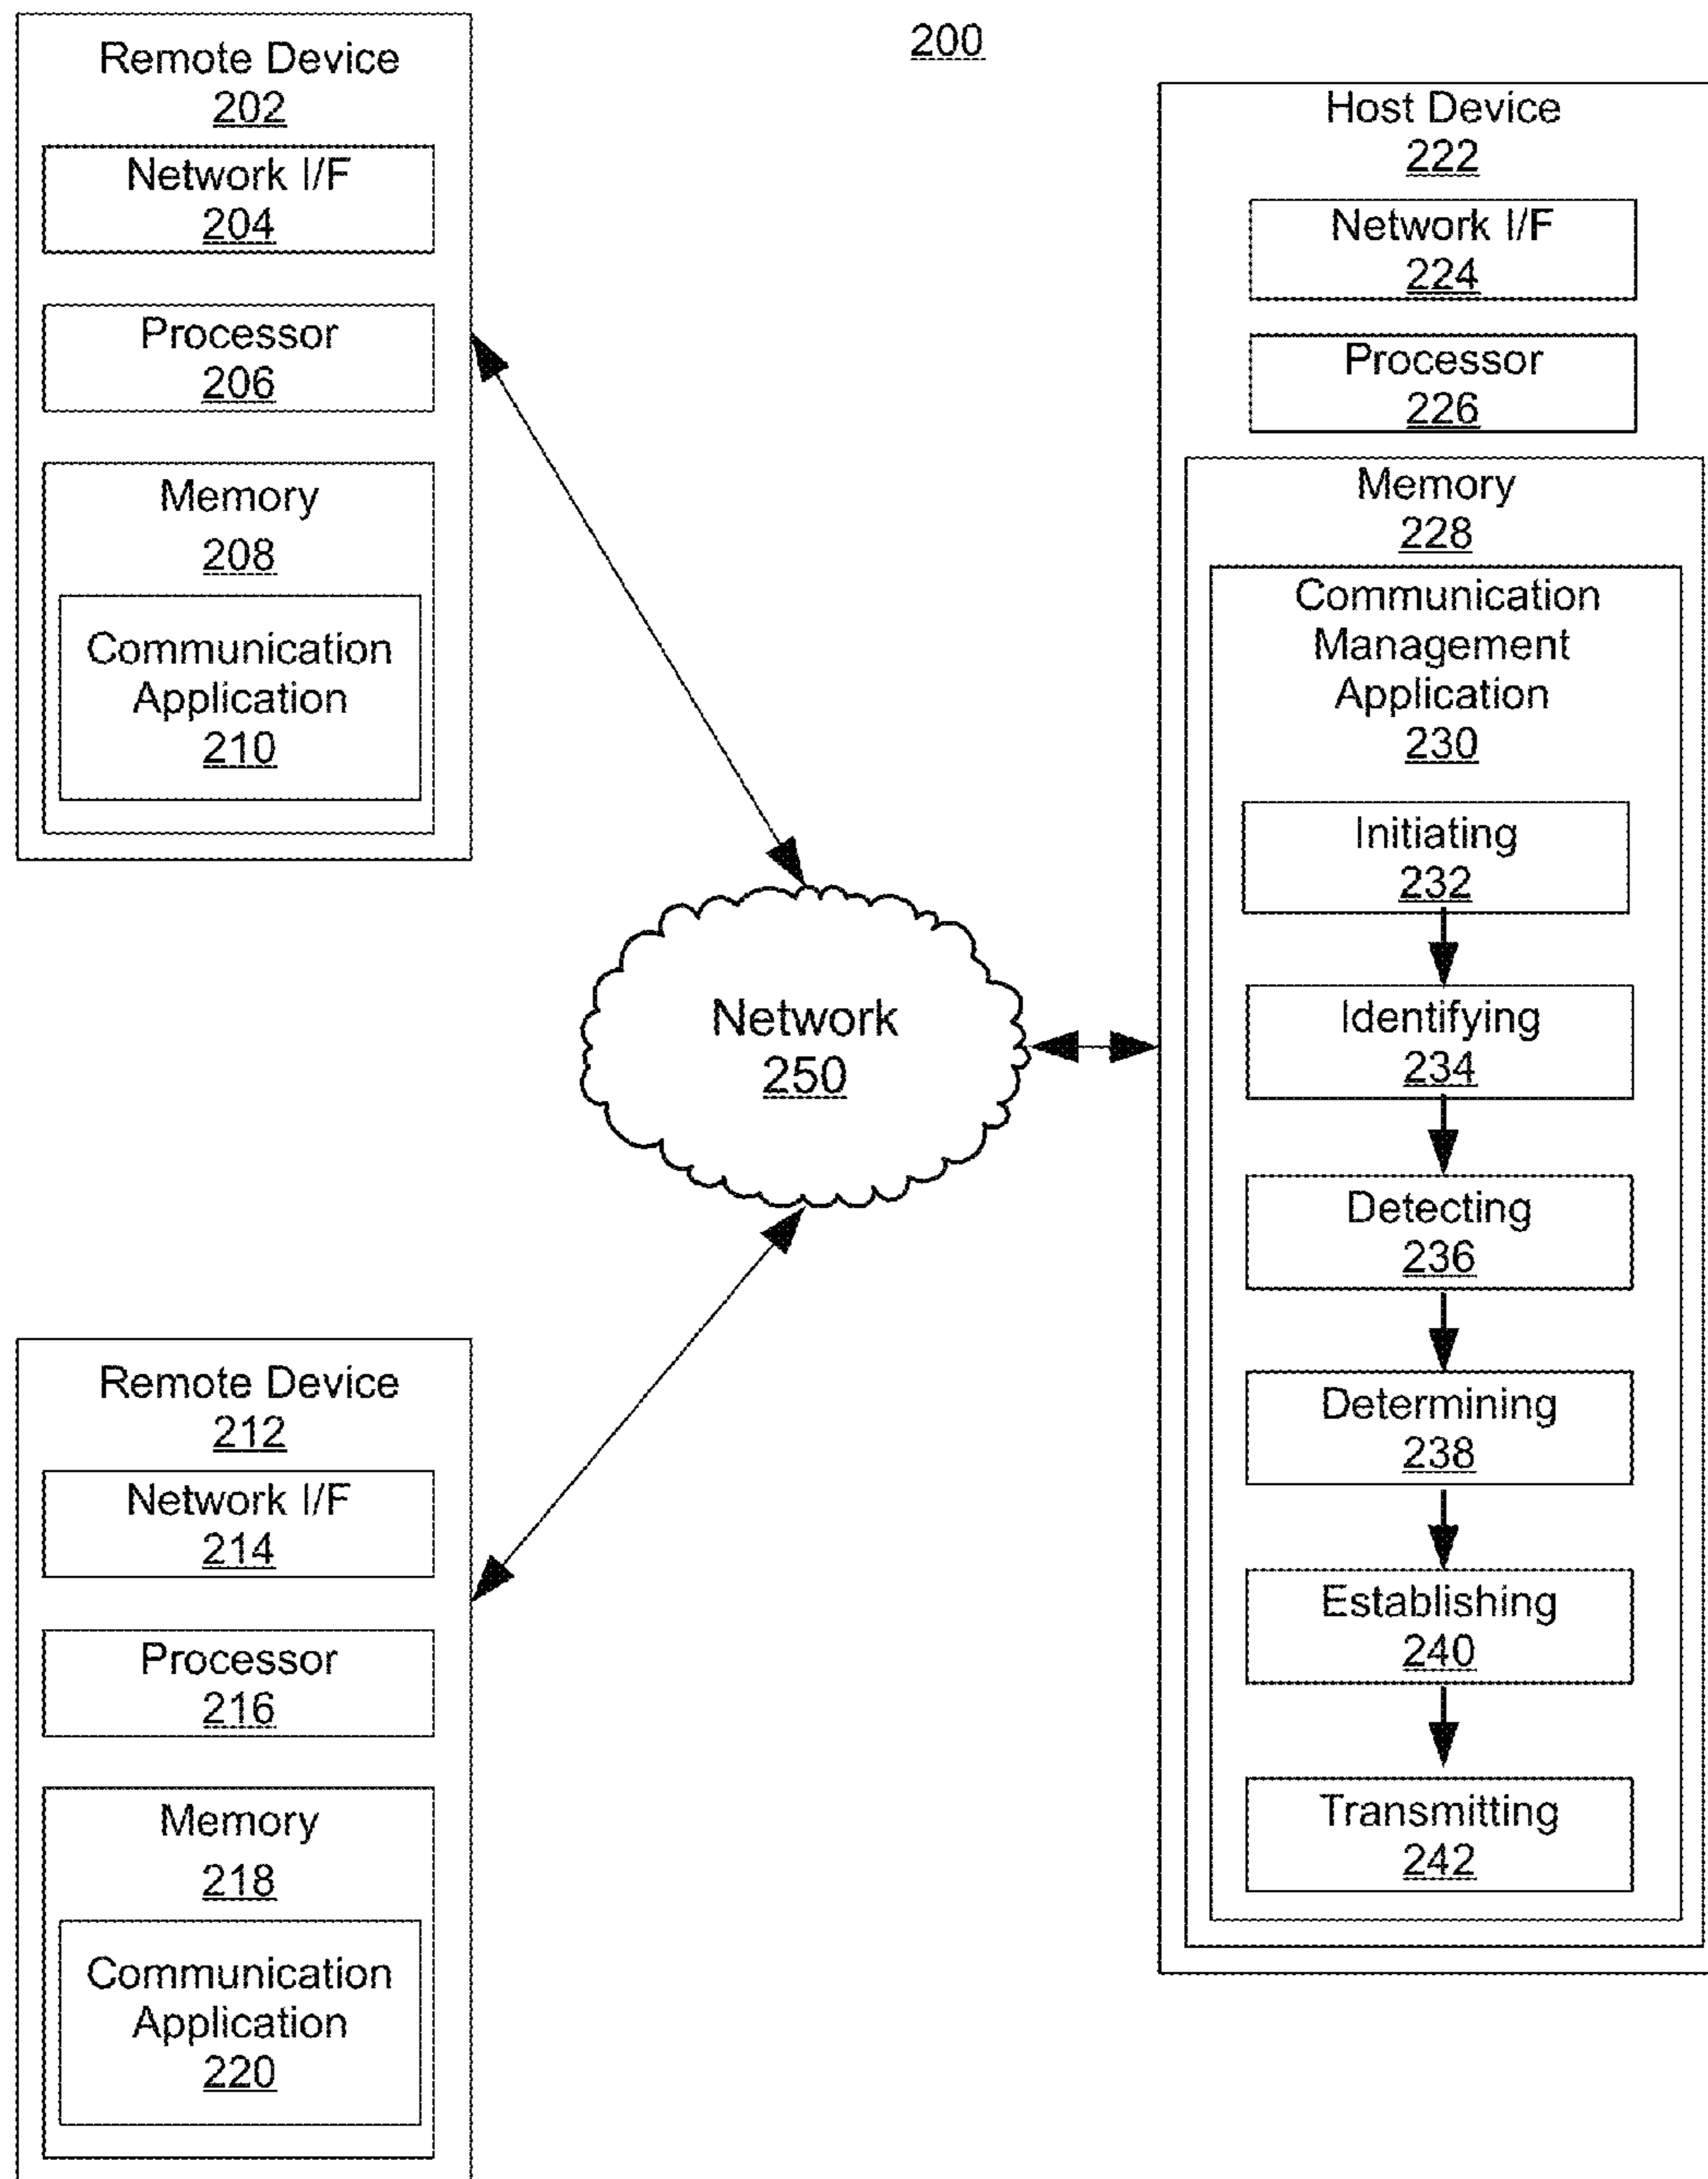 200
Remote Device
202
Network I/F
204
Processor
206
Memory
208
Communication
Application
210
Network
250
Remote Device
212
Network I/F
214
Processor
216
Memory
218
Communication
Application
220
Host Device
222
Network I/F
224
Processor
226
Memory
228
Communication
Management
Application
230
Initiating
232
Identifying
234
Detecting
236
Determining
238
Establishing
240
Transmitting
242